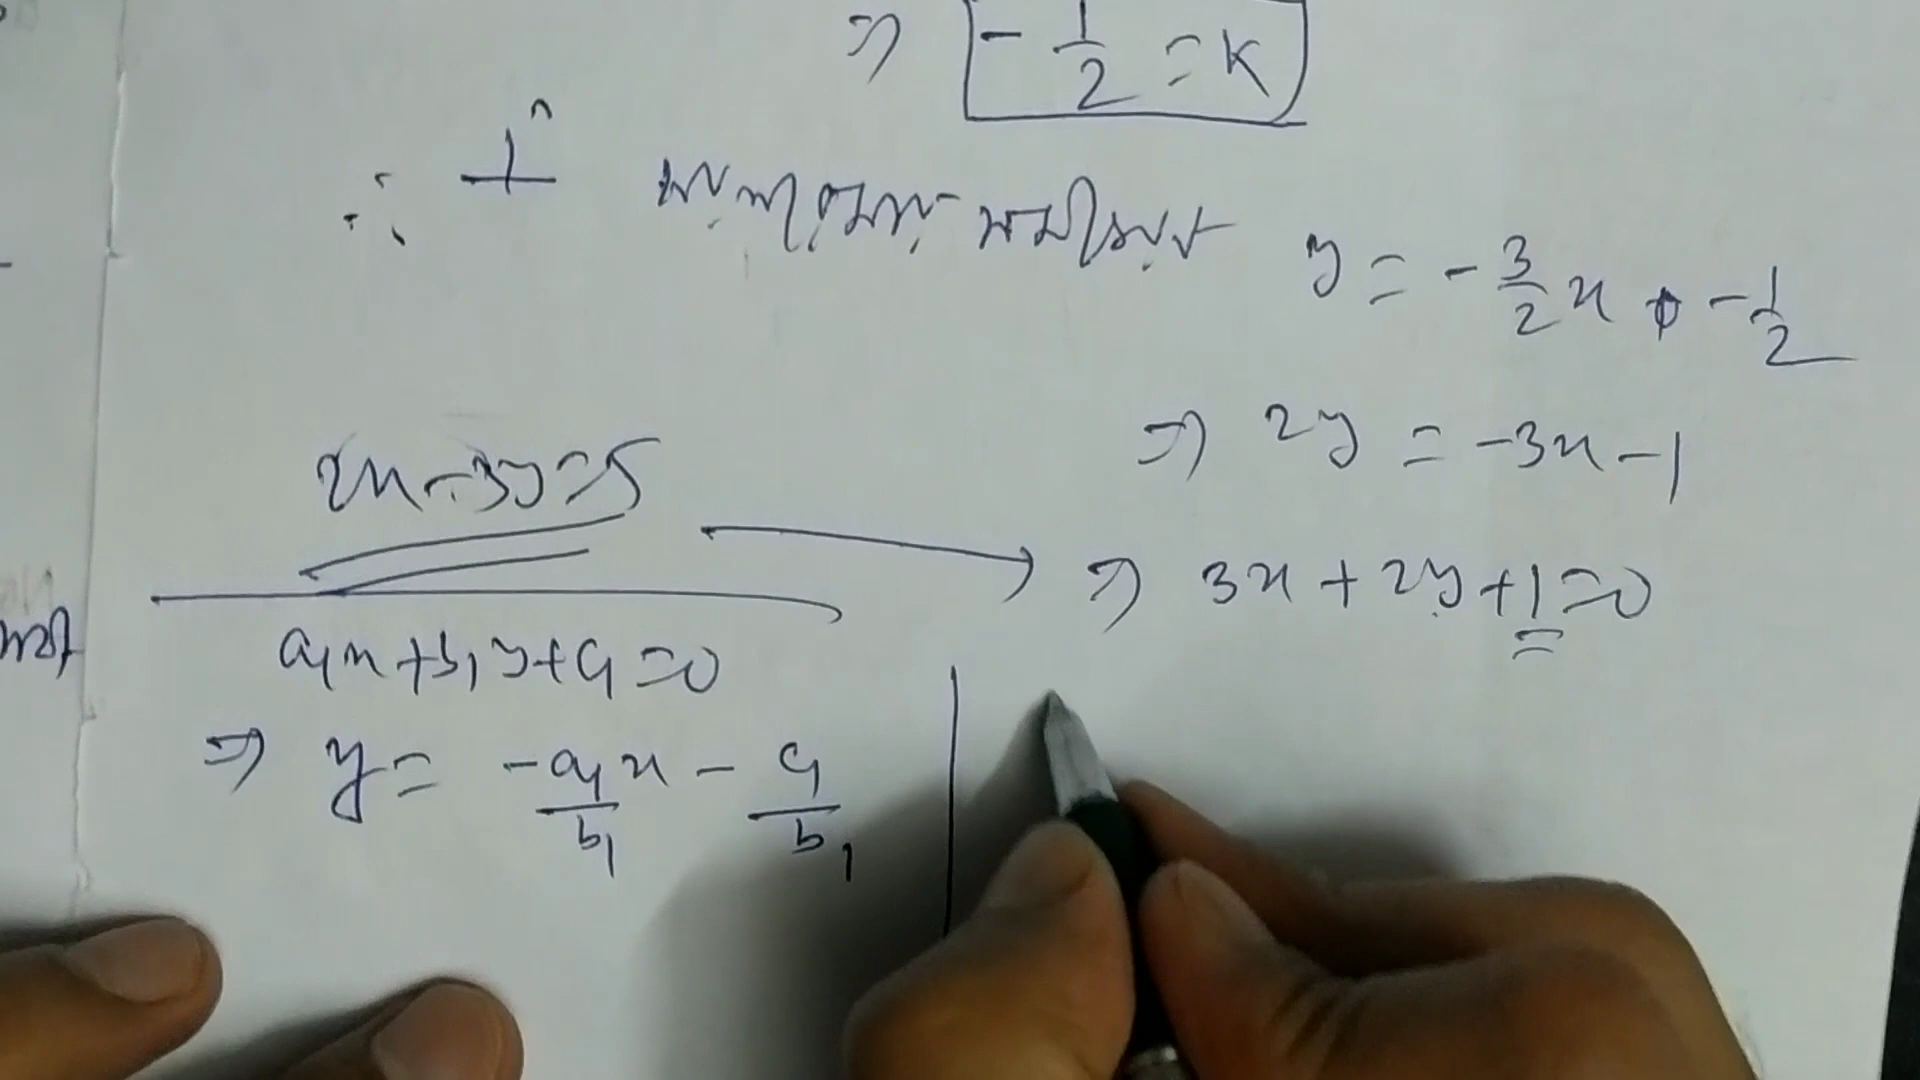 ⇒ -1/2 = K
∴ ⊥^n
y = -3/2 x - 1/2
⇒ 2y = -3x - 1
2x - 3y = 5
⇒ 3x + 2y + 1 = 0
a₁x + b₁y + c₁ = 0
⇒ y = -a₁/b₁ x - c₁/b₁